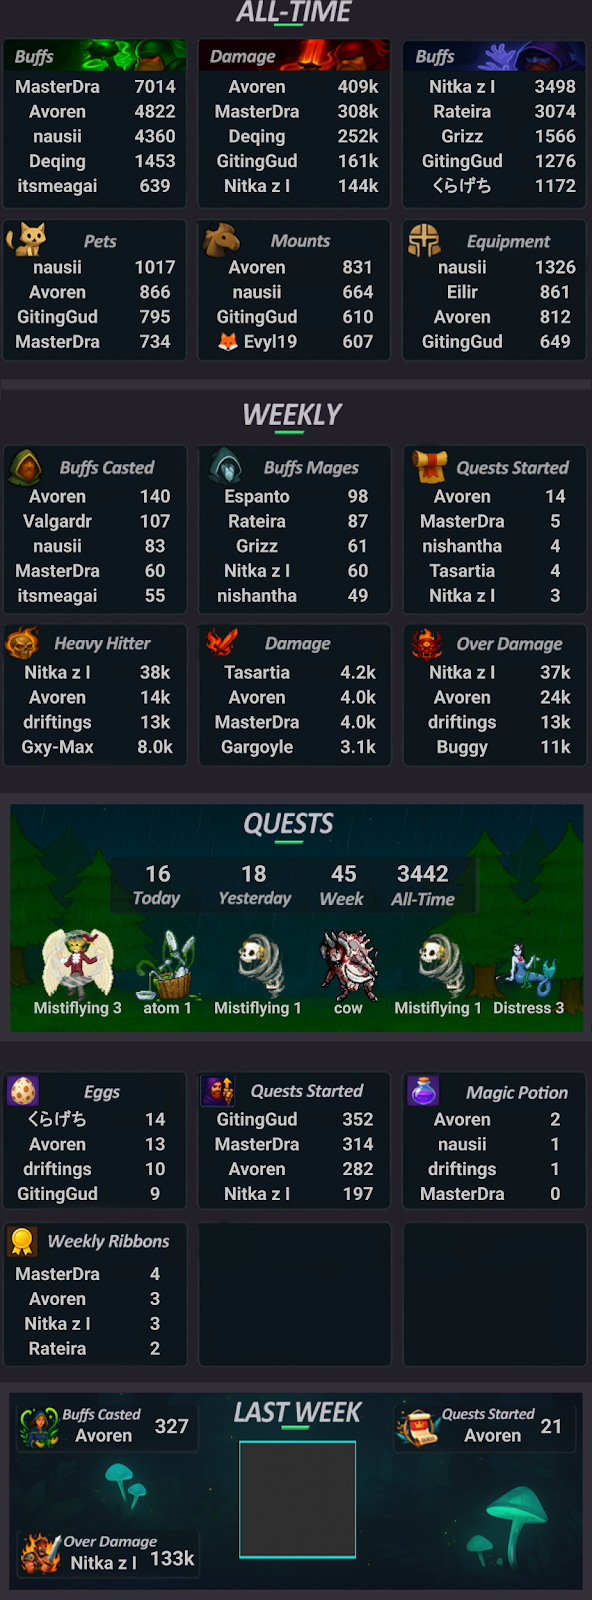 ALL-TIME
Buffs
MasterDra 7014
Avoren 4822
nausii 4360
Deqing 1453
itsmeagai 639
Damage
Avoren 409k
MasterDra 308k
Deqing 252k
GitingGud 161k
Nitka z l 144k
Buffs
Nitka z l 3498
Rateira 3074
Grizz 1566
GitingGud 1276
くらげち 1172
Pets
nausii 1017
Avoren 866
GitingGud 795
MasterDra 734
Mounts
Avoren 831
nausii 664
GitingGud 610
🦊 Evyl19 607
Equipment
nausii 1326
Eilir 861
Avoren 812
GitingGud 649
WEEKLY
Buffs Casted
Avoren 140
Valgardr 107
nausii 83
MasterDra 60
itsmeagai 55
Buffs Mages
Espanto 98
Rateira 87
Grizz 61
Nitka z l 60
nishantha 49
Quests Started
Avoren 14
MasterDra 5
nishantha 4
Tasartia 4
Nitka z l 3
Heavy Hitter
Nitka z l 38k
Avoren 14k
driftings 13k
Gxy-Max 8.0k
Damage
Tasartia 4.2k
Avoren 4.0k
MasterDra 4.0k
Gargoyle 3.1k
Over Damage
Nitka z l 37k
Avoren 24k
driftings 13k
Buggy 11k
QUESTS
16 18 45 3442
Today Yesterday Week All-Time
Mistiflying 3 atom 1 Mistiflying 1 cow Mistiflying 1 Distress 3
Eggs
くらげち 14
Avoren 13
driftings 10
GitingGud 9
Quests Started
GitingGud 352
MasterDra 314
Avoren 282
Nitka z l 197
Magic Potion
Avoren 2
nausii 1
driftings 1
MasterDra 0
Weekly Ribbons
MasterDra 4
Avoren 3
Nitka z l 3
Rateira 2
LAST WEEK
Buffs Casted
Avoren 327
Quests Started
Avoren 21
Over Damage
Nitka z l 133k